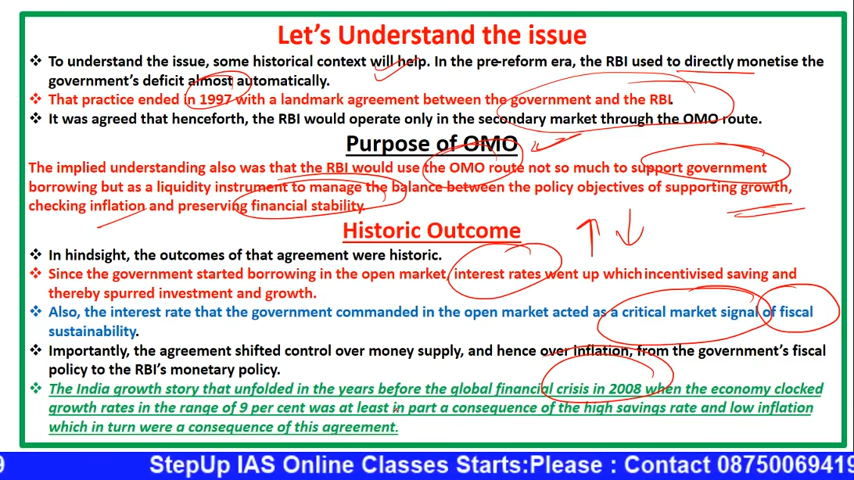 Let's Understand the issue
❖ To understand the issue, some historical context will help. In the pre-reform era, the RBI used to directly monetise the
government's deficit almost automatically.
❖ That practice ended in 1997 with a landmark agreement between the government and the RBI.
❖ It was agreed that henceforth, the RBI would operate only in the secondary market through the OMO route.
Purpose of OMO
The implied understanding also was that the RBI would use the OMO route not so much to support government
borrowing but as a liquidity instrument to manage the balance between the policy objectives of supporting growth,
checking inflation and preserving financial stability.
Historic Outcome
❖ In hindsight, the outcomes of that agreement were historic.
❖ Since the government started borrowing in the open market, interest rates went up which incentivised saving and
thereby spurred investment and growth.
❖ Also, the interest rate that the government commanded in the open market acted as a critical market signal of fiscal
sustainability.
❖ Importantly, the agreement shifted control over money supply, and hence over inflation, from the government's fiscal
policy to the RBI's monetary policy.
❖ The India growth story that unfolded in the years before the global financial crisis in 2008 when the economy clocked
growth rates in the range of 9 per cent was at least in part a consequence of the high savings rate and low inflation
which in turn were a consequence of this agreement.
9 StepUp IAS Online Classes Starts:Please : Contact 08750069419